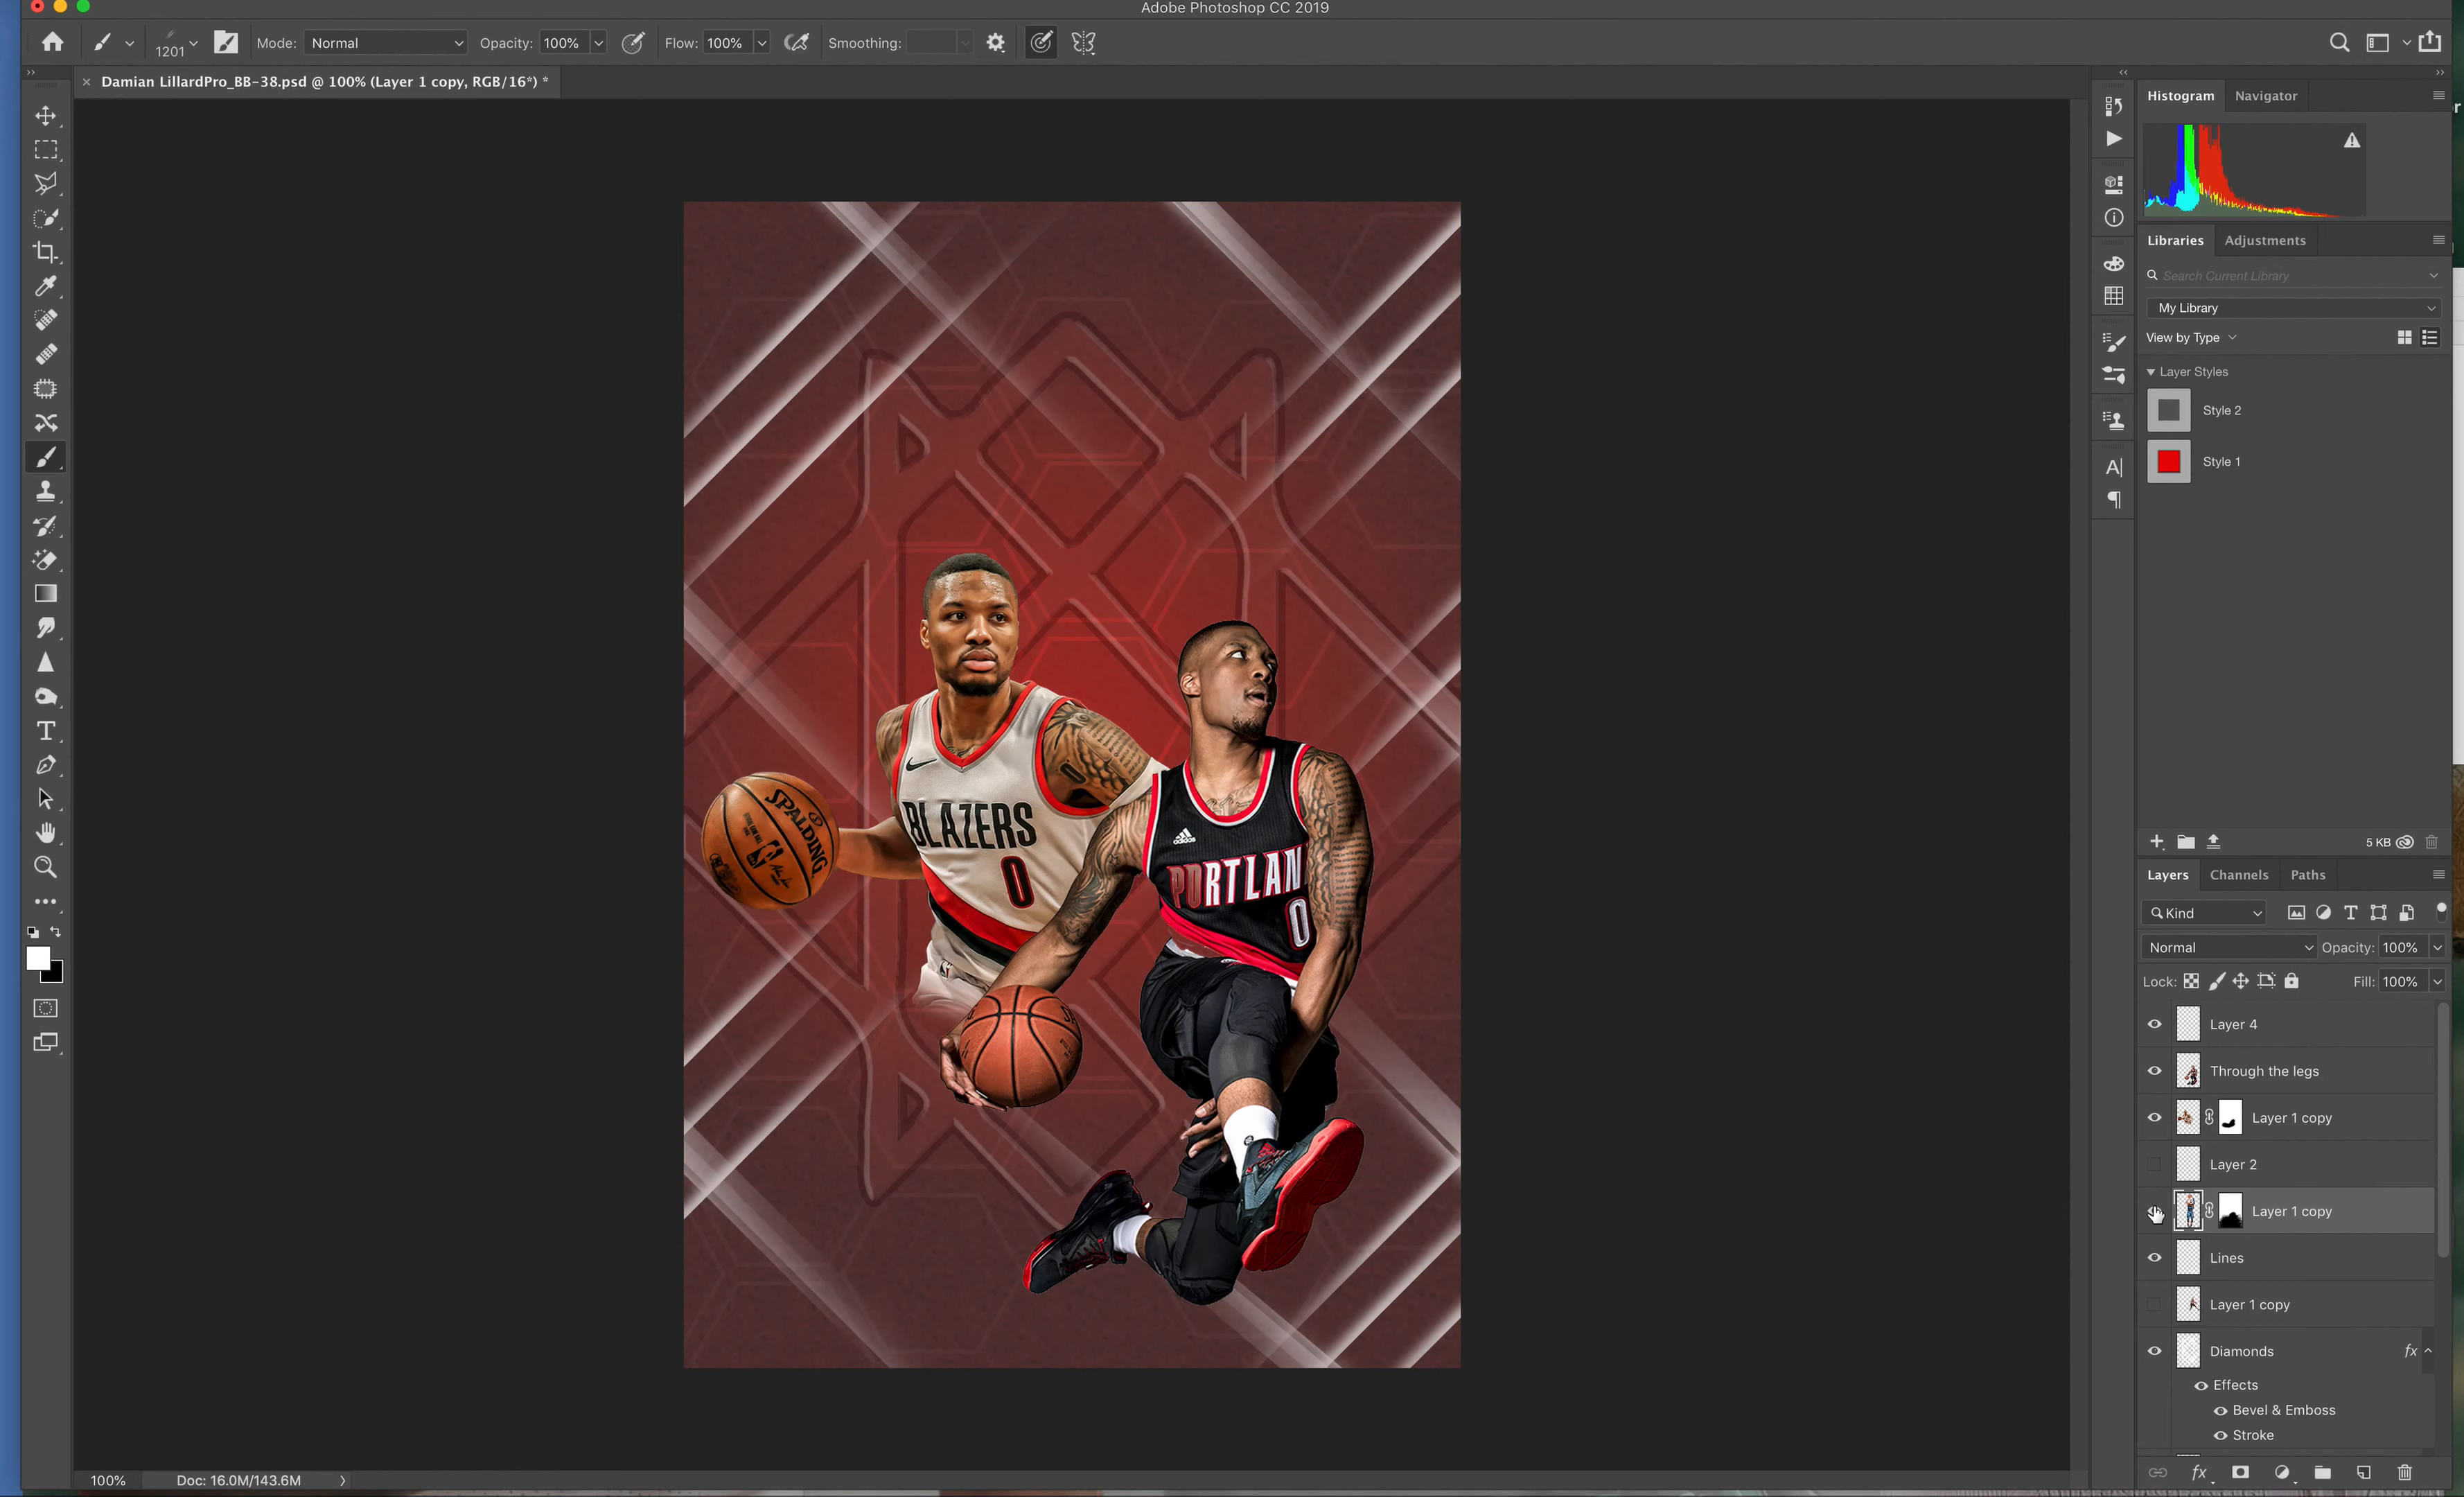 Adobe Photoshop CC 2019
1201
Mode: Normal
Opacity: 100%
Flow: 100%
Smoothing:
Damian LillardPro_BB-38.psd @ 100% (Layer 1 copy, RGB/16*) *
Histogram
Navigator
Libraries
Adjustments
Search Current Library
My Library
View by Type
Layer Styles
Style 2
Style 1
5 KB
SPALDING
BLAZERS
0
0
adidas
PORTLAN
0
Layers
Channels
Paths
Kind
Normal
Opacity: 100%
Lock:
Fill: 100%
Layer 4
Through the legs
Layer 1 copy
Layer 2
Layer 1 copy
Lines
Layer 1 copy
Diamonds
fx
Effects
Bevel & Emboss
Stroke
fx
100%
Doc: 16.0M/143.6M